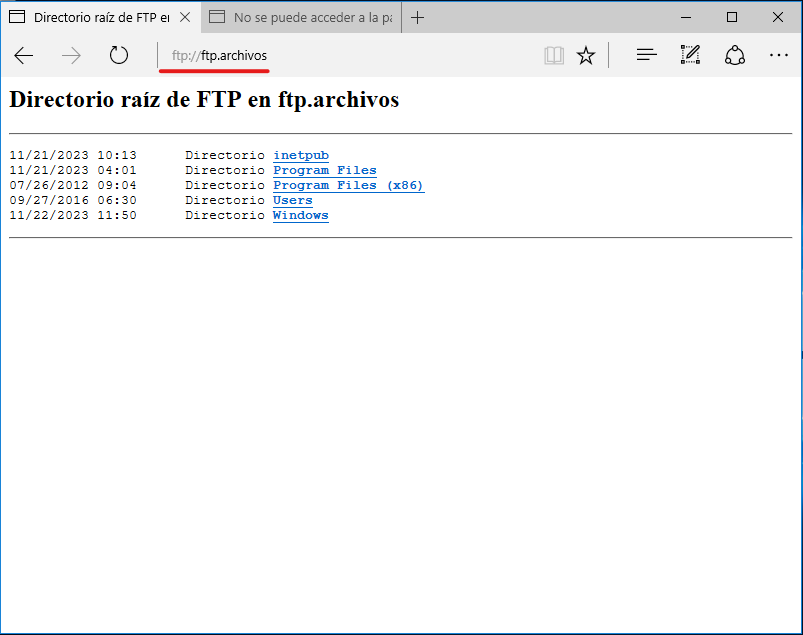 Directorio raíz de FTP en
No se puede acceder a la pá
ftp://ftp.archivos
Directorio raíz de FTP en ftp.archivos
11/21/2023 10:13 Directorio inetpub
11/21/2023 04:01 Directorio Program Files
07/26/2012 09:04 Directorio Program Files (x86)
09/27/2016 06:30 Directorio Users
11/22/2023 11:50 Directorio Windows